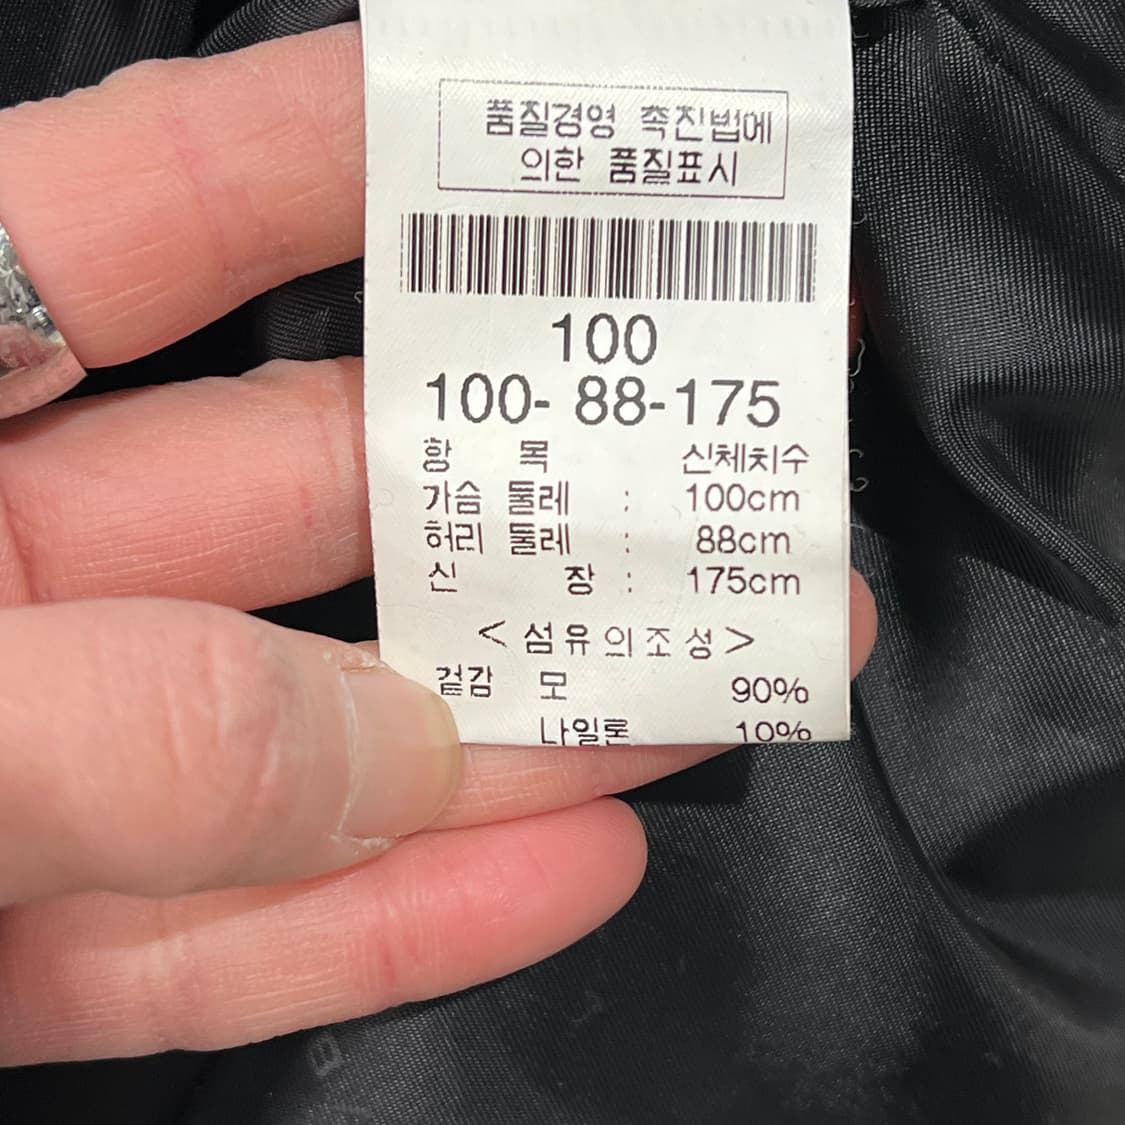 품질경영 촉진법에
의한 품질표시
100
100- 88-175
항 목 신체치수
가슴 둘레 : 100cm
허리 둘레 : 88cm
신 장 : 175cm
<섬유의조성>
겉감 모 90%
나일론 10%